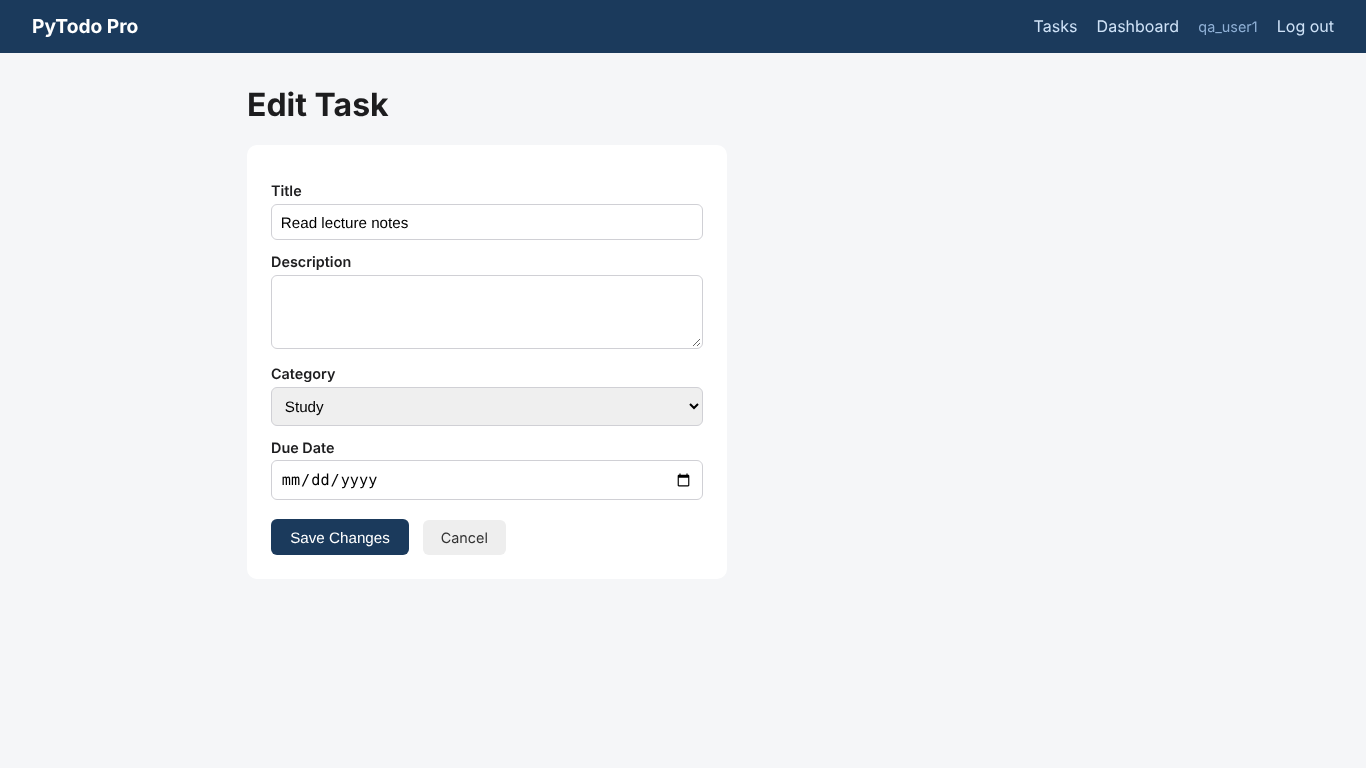 PyTodo Pro
Tasks Dashboard qa_user1 Log out
Edit Task
Title
Read lecture notes
Description
Category
Study
Due Date
mm/dd/yyyy
Save Changes Cancel